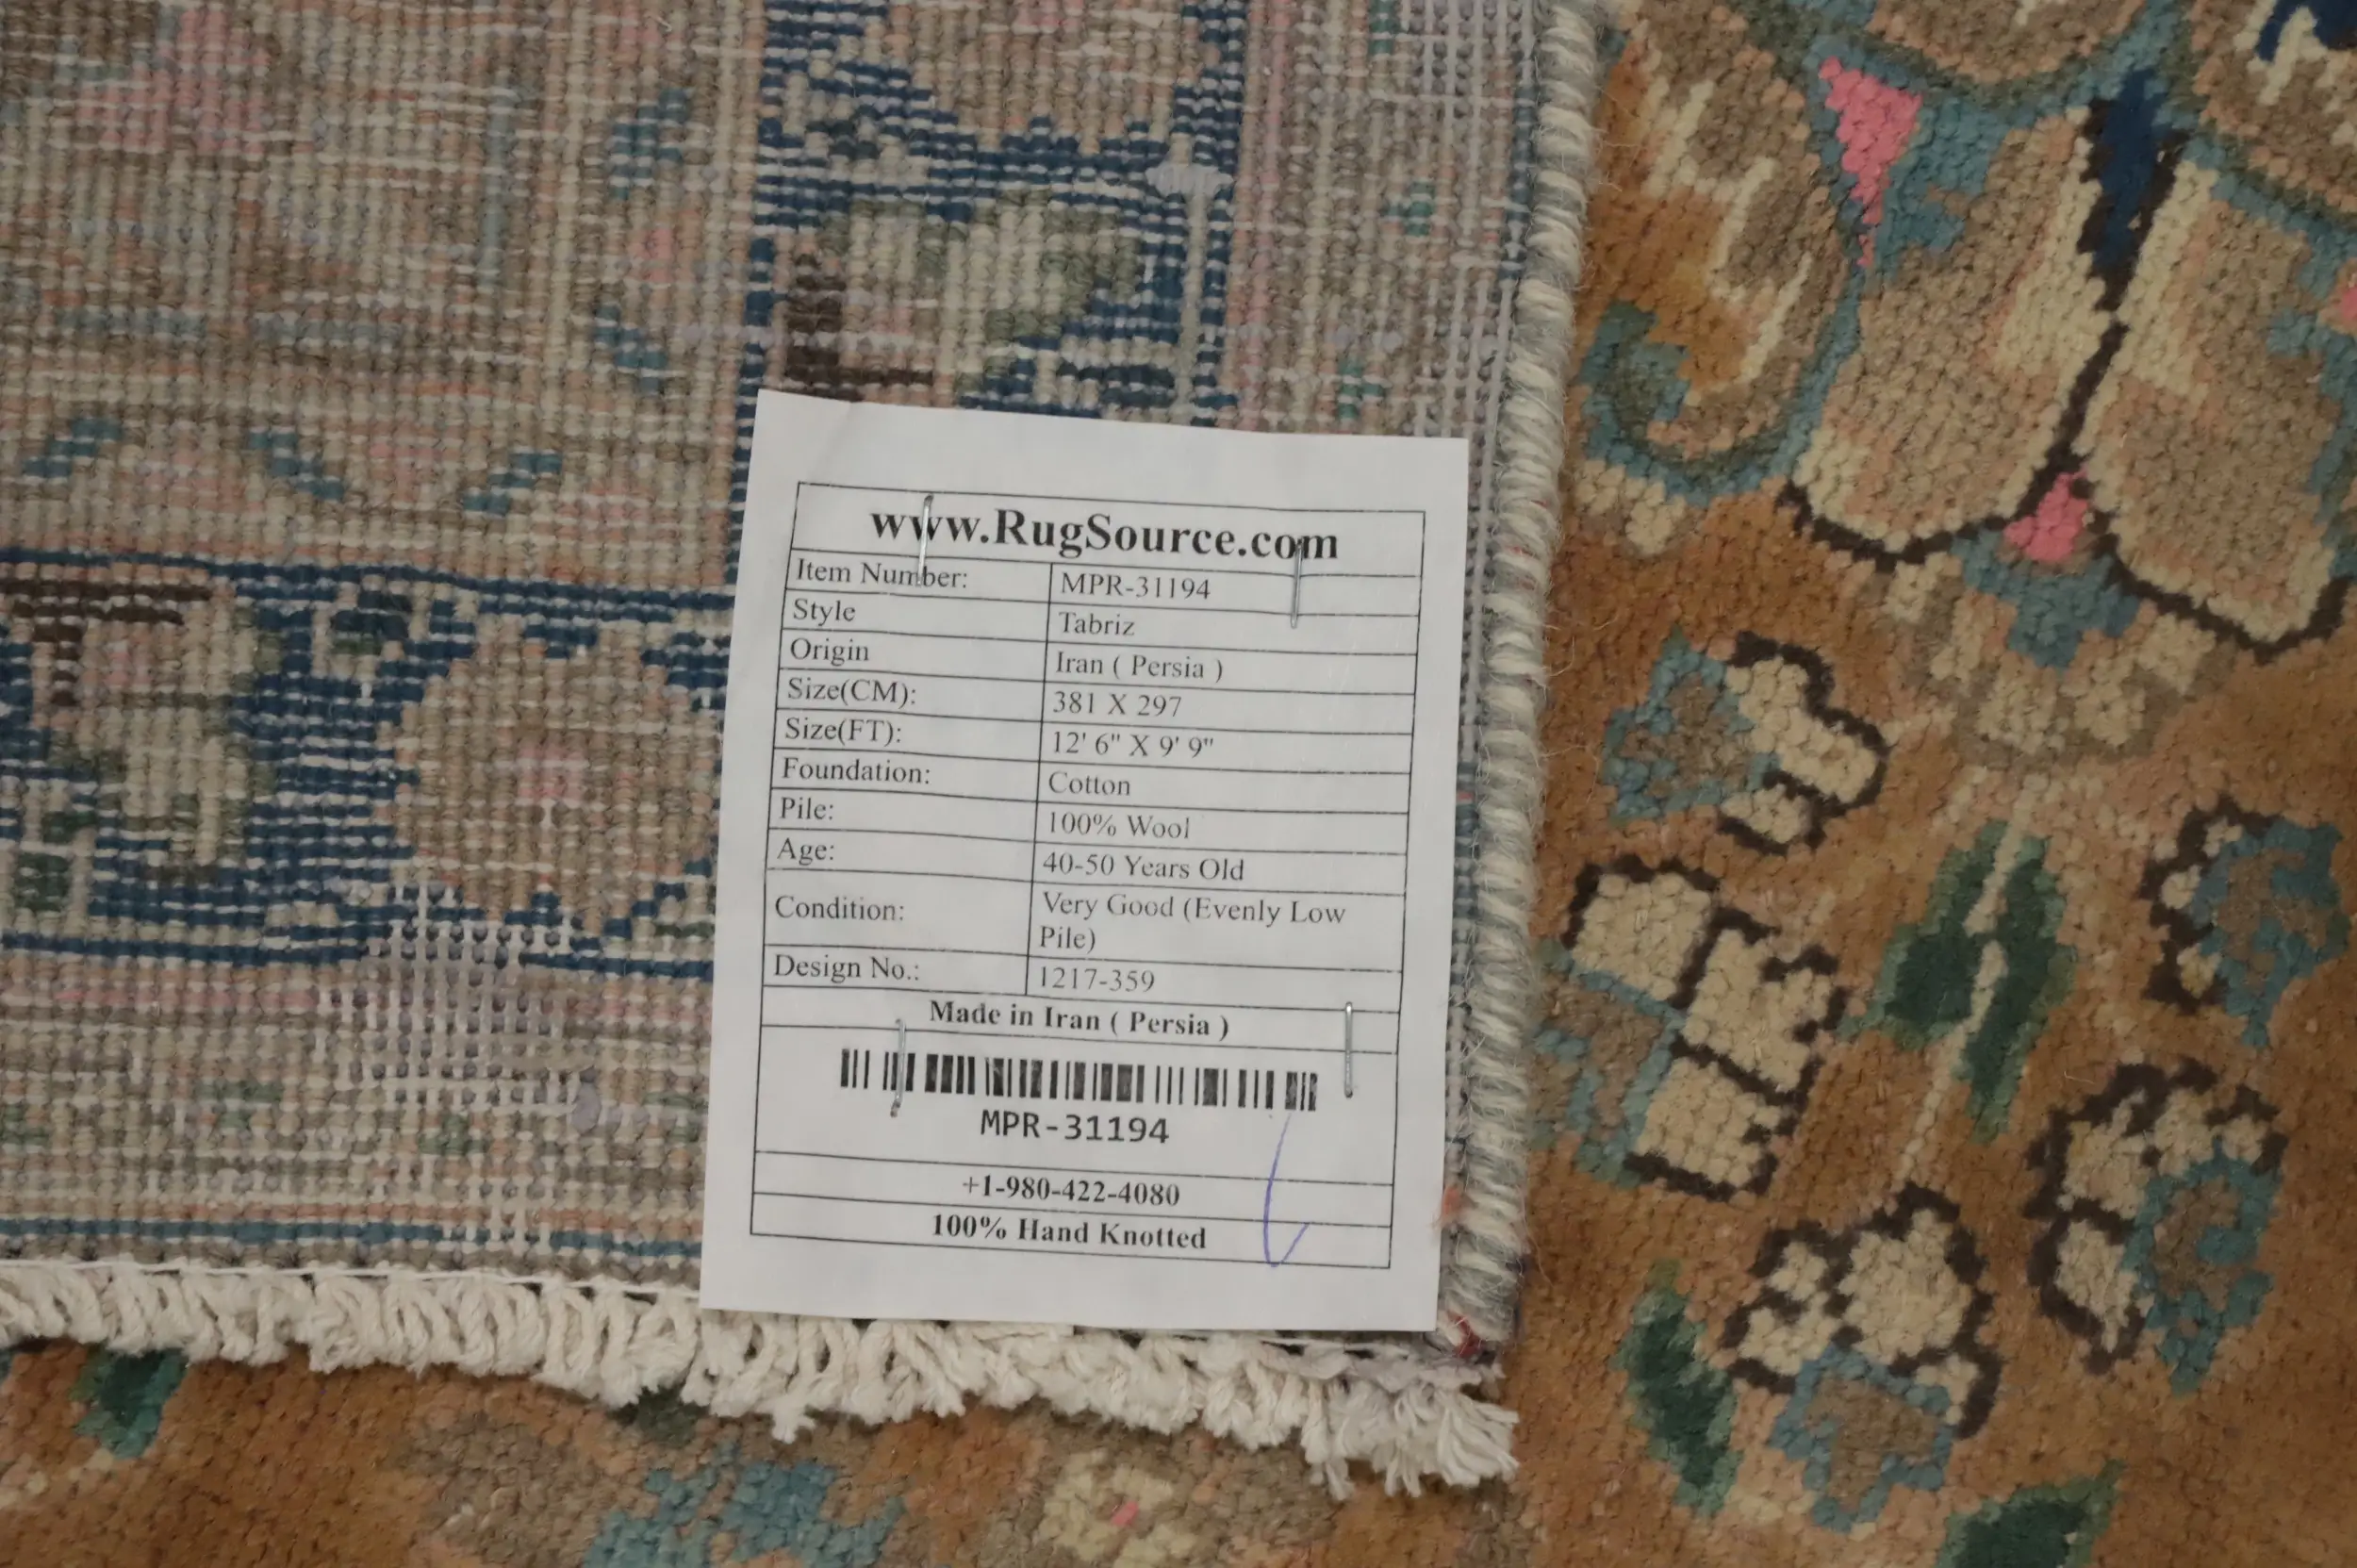 www.RugSource.com
Item Number: MPR-31194
Style Tabriz
Origin Iran ( Persia )
Size(CM): 381 X 297
Size(FT): 12' 6" X 9' 9"
Foundation: Cotton
Pile: 100% Wool
Age: 40-50 Years Old
Condition: Very Good (Evenly Low
Pile)
Design No.: 1217-359
Made in Iran ( Persia )
MPR-31194
+1-980-422-4080
100% Hand Knotted